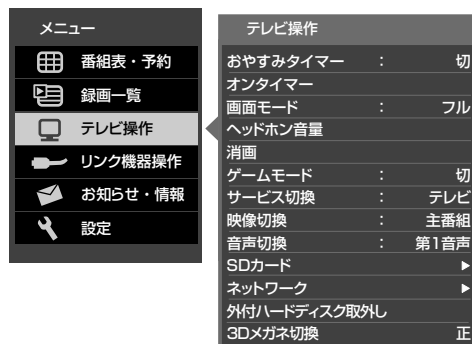 メニュー
番組表・予約
録画一覧
テレビ操作
リンク機器操作
お知らせ・情報
設定
テレビ操作
おやすみタイマー : 切
オンタイマー
画面モード : フル
ヘッドホン音量
消画
ゲームモード : 切
サービス切換 : テレビ
映像切換 : 主番組
音声切換 : 第1音声
SDカード ▶
ネットワーク ▶
外付ハードディスク取外し
3Dメガネ切換 正